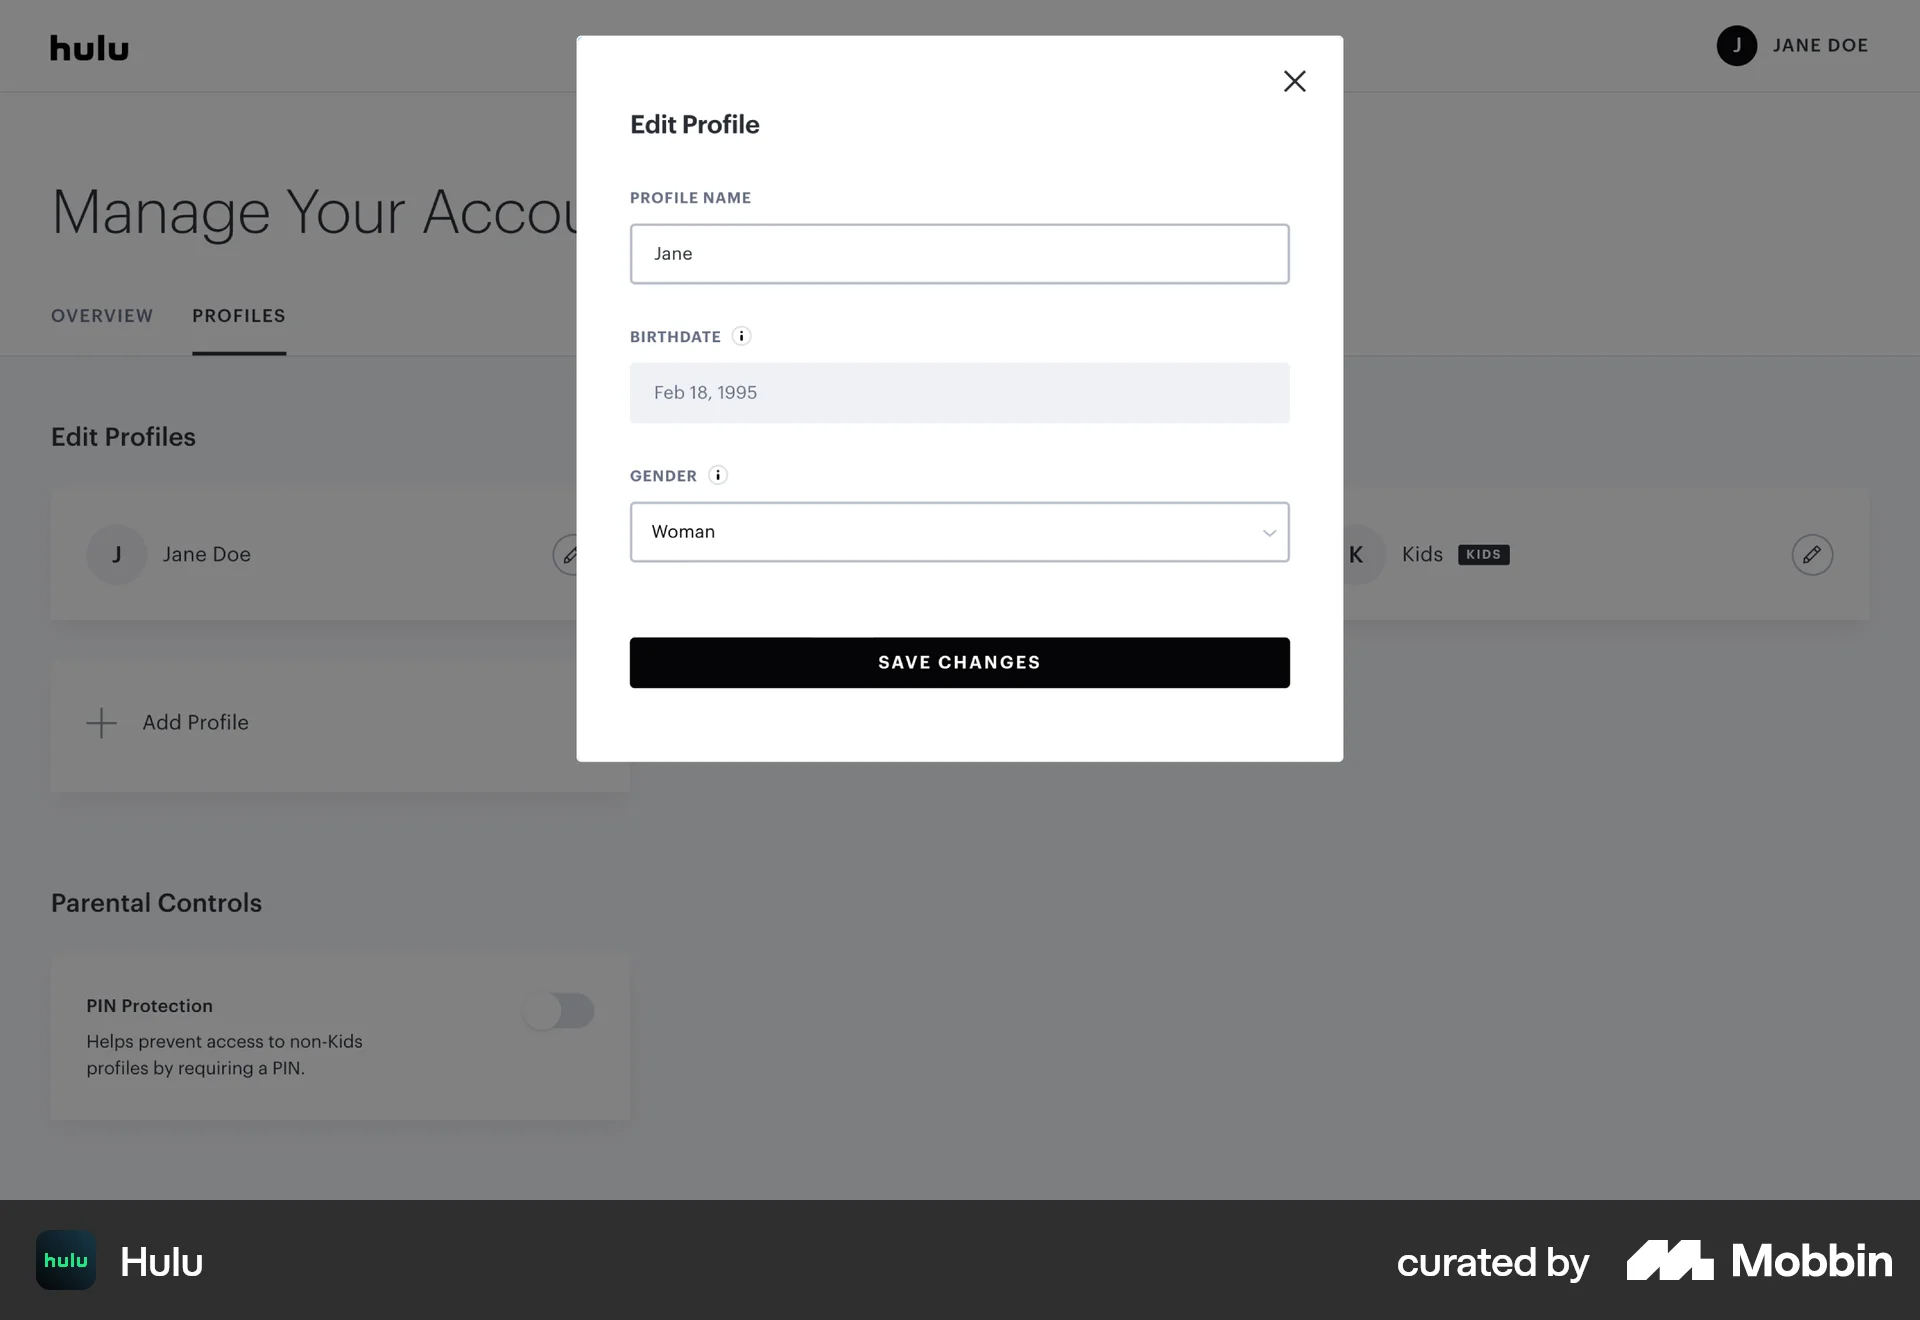 hulu
J JANE DOE
Manage Your Accou
OVERVIEW PROFILES
Edit Profiles
J Jane Doe
K Kids KIDS
Add Profile
Parental Controls
PIN Protection
Helps prevent access to non-Kids
profiles by requiring a PIN.
Edit Profile
PROFILE NAME
Jane
BIRTHDATE i
Feb 18, 1995
GENDER i
Woman
SAVE CHANGES
hulu Hulu
curated by Mobbin